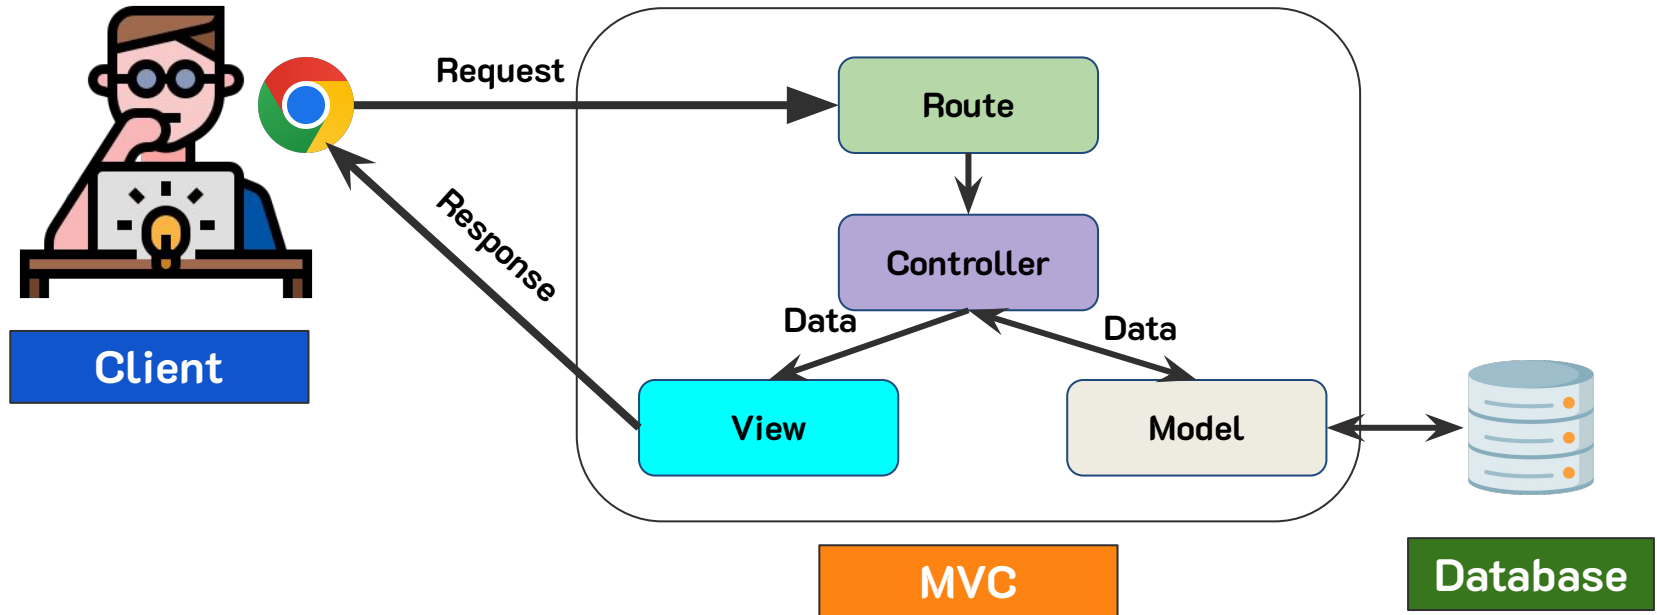 Request
Route
Response
Controller
Data
Data
Client
View
Model
MVC
Database